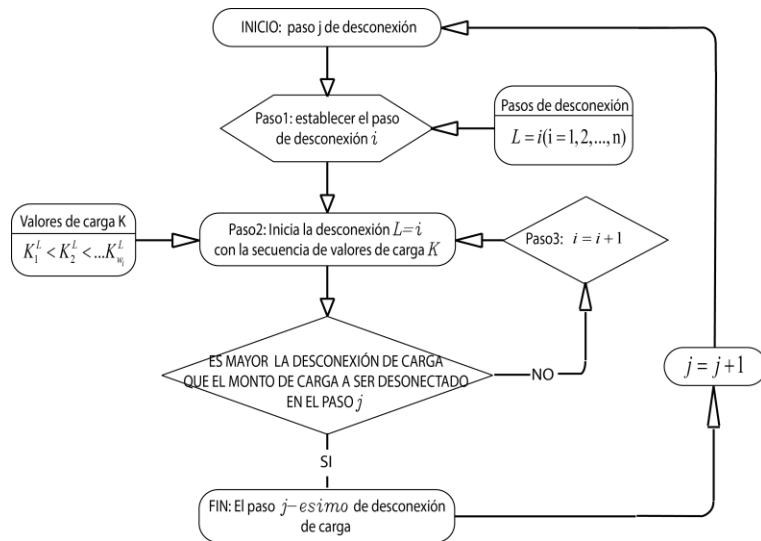 INICIO: paso j de desconexión
Paso1: establecer el paso
de desconexión i
Pasos de desconexión
L = i(i = 1, 2, ..., n)
Valores de carga K
K_1^L < K_2^L < ...K_{w_i}^L
Paso2: Inicia la desconexión L=i
con la secuencia de valores de carga K
Paso3: i = i + 1
ES MAYOR LA DESCONEXIÓN DE CARGA
QUE EL MONTO DE CARGA A SER DESONECTADO
EN EL PASO j
NO
j = j+1
SI
FIN: El paso j-esimo de desconexión
de carga